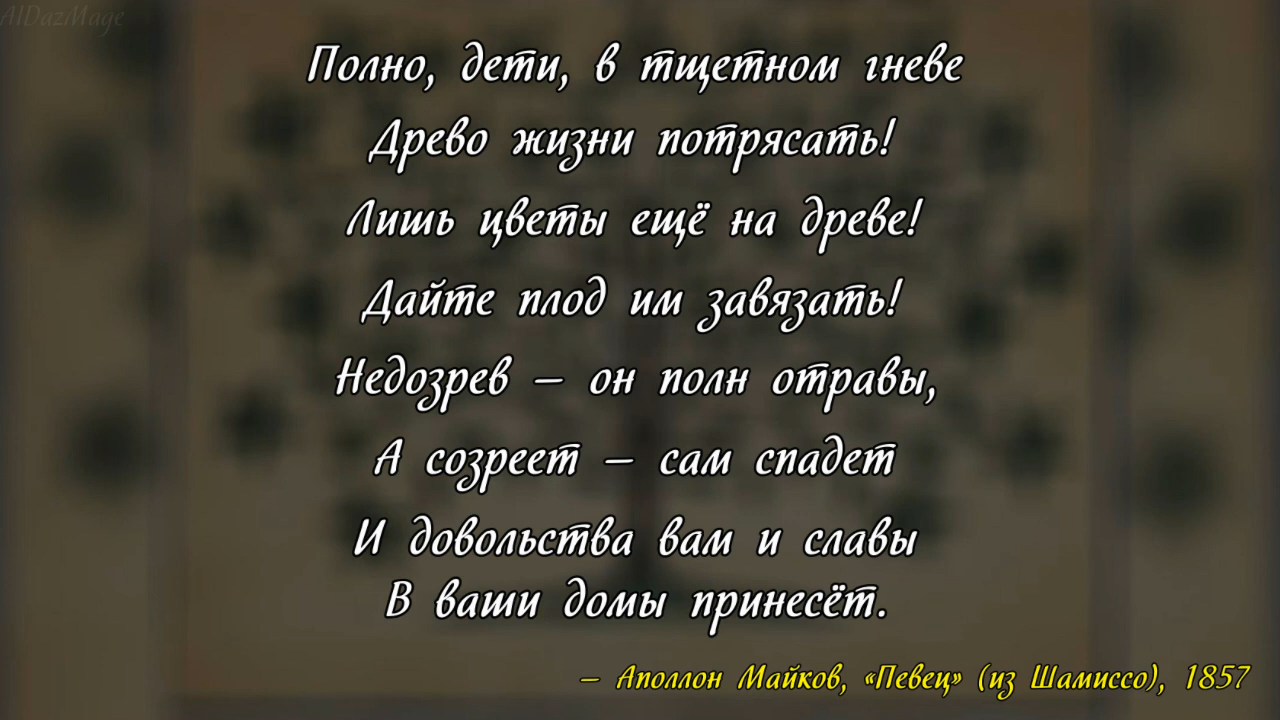 AIDazMage
Полно, дети, в тщетном гневе
Древо жизни потрясать!
Лишь цветы ещё на древе!
Дайте плод им завязать!
Недозрев – он полн отравы,
А созреет – сам спадет
И довольства вам и славы
В ваши домы принесёт.
– Аполлон Майков, «Певец» (из Шамиссо), 1857